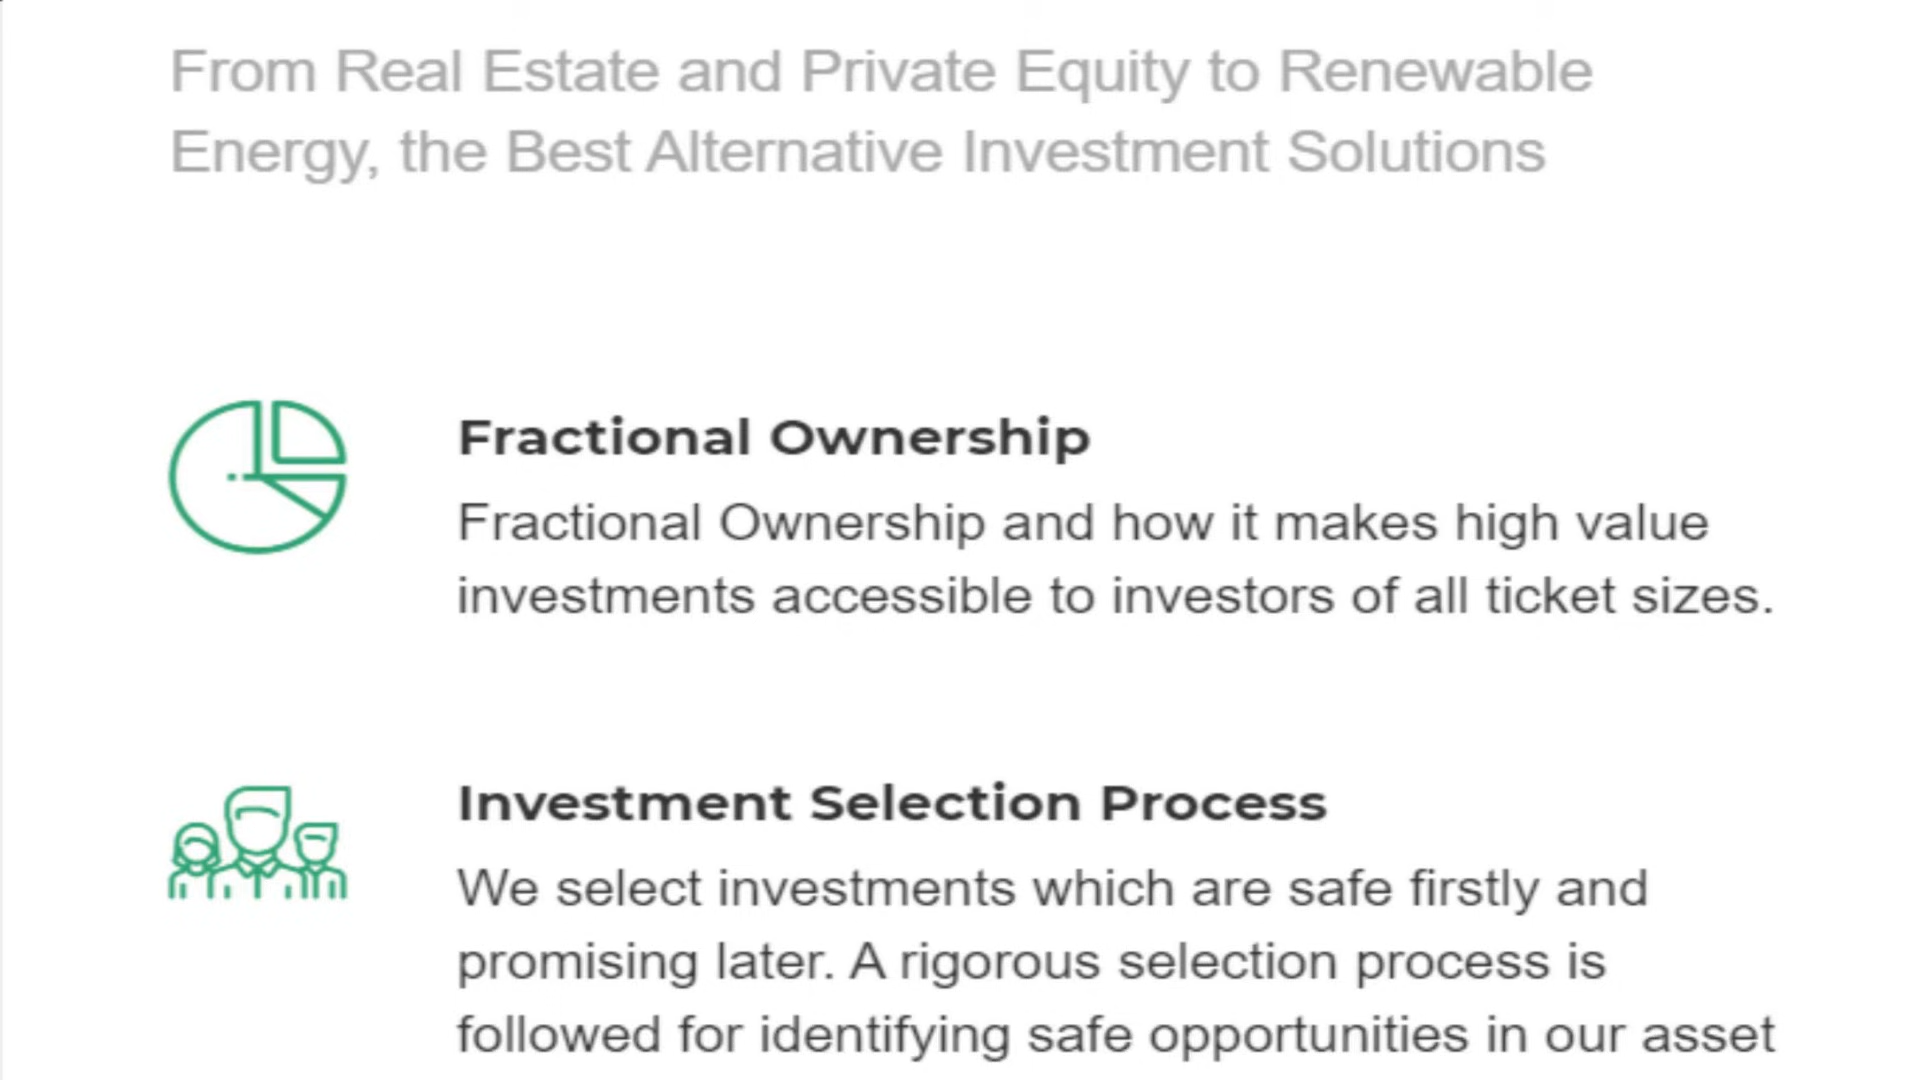 From Real Estate and Private Equity to Renewable
Energy, the Best Alternative Investment Solutions
Fractional Ownership
Fractional Ownership and how it makes high value
investments accessible to investors of all ticket sizes.
Investment Selection Process
We select investments which are safe firstly and
promising later. A rigorous selection process is
followed for identifying safe opportunities in our asset